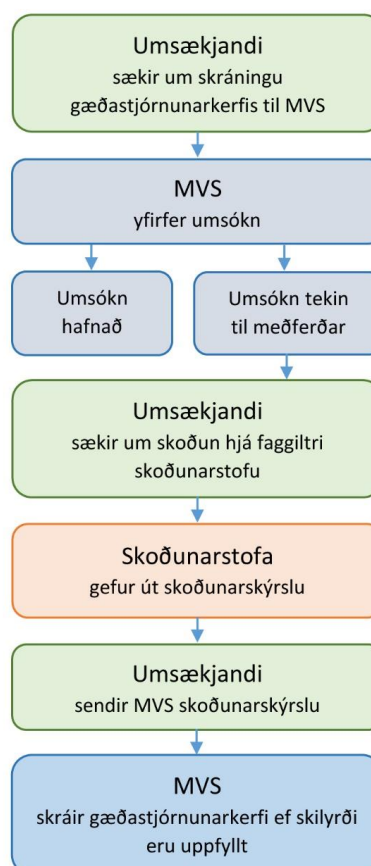 Umsækjandi
sækir um skráningu
gæðastjórnunarkerfis til MVS
MVS
yfirfer umsókn
Umsókn
hafnað
Umsókn tekin
til meðferðar
Umsækjandi
sækir um skoðun hjá faggiltri
skoðunarstofu
Skoðunarstofa
gefur út skoðunarskýrslu
Umsækjandi
sendir MVS skoðunarskýrslu
MVS
skráir gæðastjórnunarkerfi ef skilyrði
eru uppfyllt